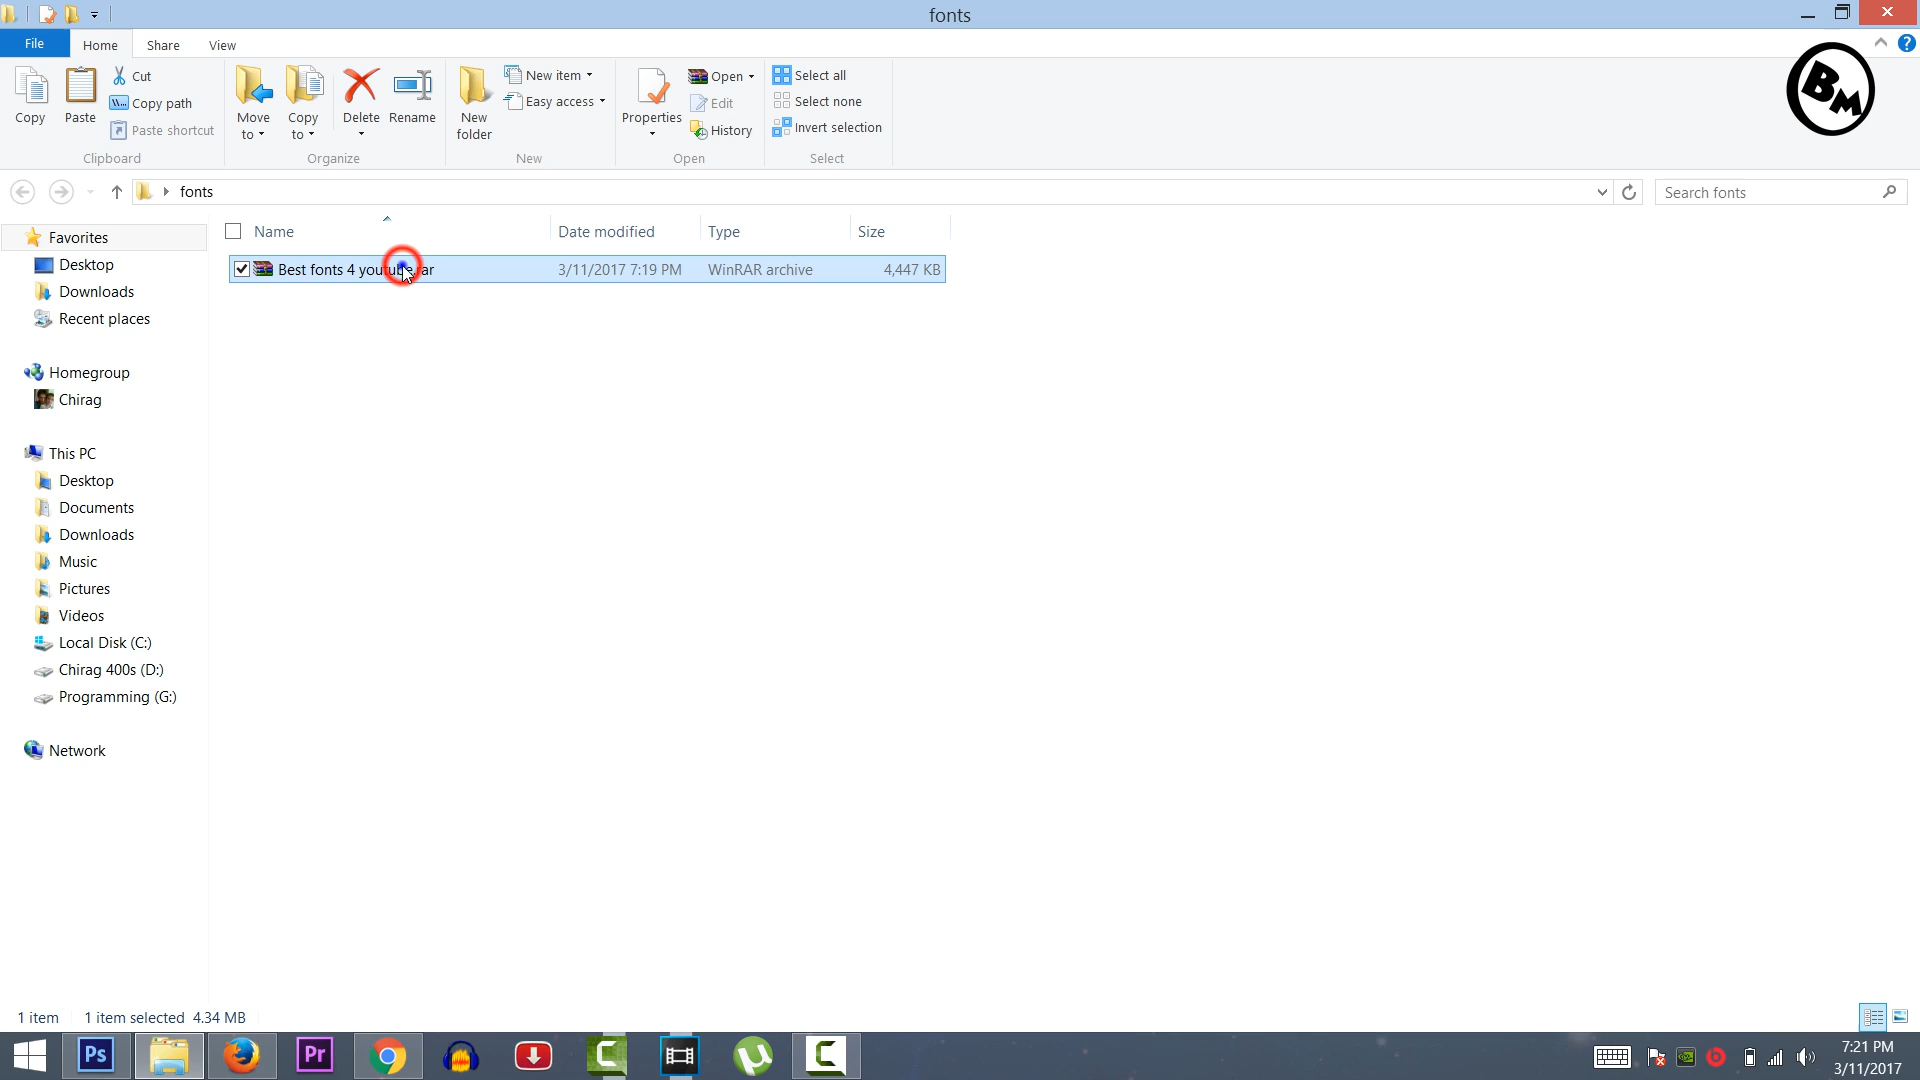 fonts
File Home Share View
Copy
Paste
Cut
Copy path
Paste shortcut
Clipboard
Move to
Copy to
Delete
Rename
Organize
New folder
New item
Easy access
New
Properties
Open
Edit
History
Open
Select all
Select none
Invert selection
Select
BM
fonts
Search fonts
Name Date modified Type Size
Best fonts 4 youtube.rar 3/11/2017 7:19 PM WinRAR archive 4,447 KB
Favorites
Desktop
Downloads
Recent places
Homegroup
Chirag
This PC
Desktop
Documents
Downloads
Music
Pictures
Videos
Local Disk (C:)
Chirag 400s (D:)
Programming (G:)
Network
1 item 1 item selected 4.34 MB
Ps Pr
7:21 PM
3/11/2017